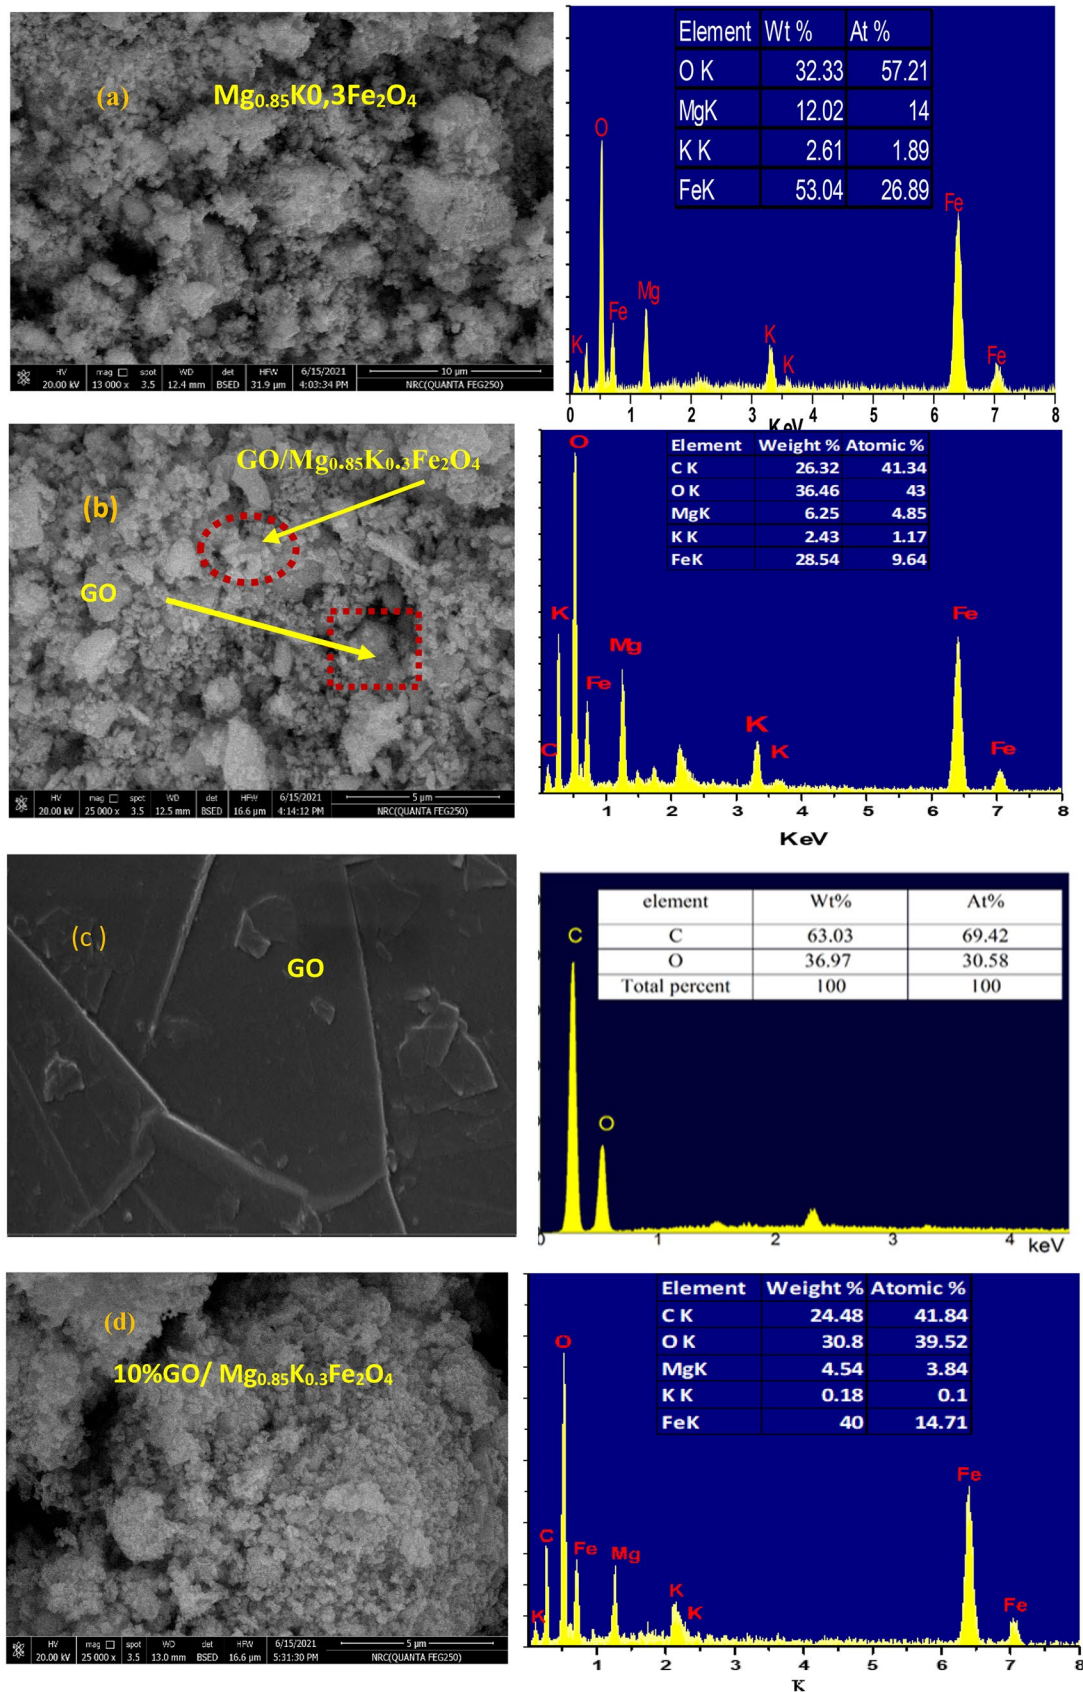 (a)
Mg0.85K0,3Fe2O4
HV mag □ spot WD det HFW 6/15/2021 10 µm
20.00 kV 13 000 x 3.5 12.4 mm BSED 31.9 µm 4:03:34 PM NRC(QUANTA FEG250)
Element Wt % At %
O K 32.33 57.21
MgK 12.02 14
K K 2.61 1.89
FeK 53.04 26.89
O
Fe
Fe
Mg
K
K
K
Fe
0 1 2 3 4 5 6 7 8
KeV
GO/Mg0.85K0.3Fe2O4
(b)
GO
HV mag □ spot WD det HFW 6/15/2021 5 µm
20.00 kV 25 000 x 3.5 12.5 mm BSED 16.6 µm 4:14:12 PM NRC(QUANTA FEG250)
Element Weight % Atomic %
C K 26.32 41.34
O K 36.46 43
MgK 6.25 4.85
K K 2.43 1.17
FeK 28.54 9.64
O
K
Fe
Mg
Fe
K
K
C
Fe
1 2 3 4 5 6 7 8
KeV
(c )
GO
element Wt% At%
C 63.03 69.42
O 36.97 30.58
Total percent 100 100
C
O
0 1 2 3 4
keV
(d)
10%GO/ Mg0.85K0.3Fe2O4
HV mag □ spot WD det HFW 6/15/2021 5 µm
20.00 kV 25 000 x 3.5 13.0 mm BSED 16.6 µm 5:31:30 PM NRC(QUANTA FEG250)
Element Weight % Atomic %
C K 24.48 41.84
O K 30.8 39.52
MgK 4.54 3.84
K K 0.18 0.1
FeK 40 14.71
O
Fe
C
Fe
Mg
K
K
K
Fe
1 2 3 4 5 6 7 8
K